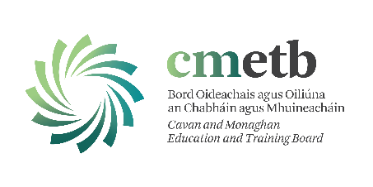 cmetb
Bord Oideachais agus Oiliúna
an Chabháin agus Mhuineacháin
Cavan and Monaghan
Education and Training Board